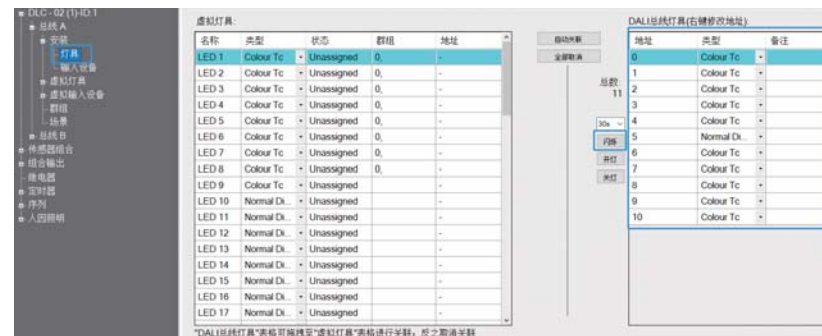 DLC - 02 (1)-ID:1
总线 A
安装
灯具
输入设备
虚拟灯具
虚拟输入设备
群组
场景
总线 B
传感器组合
组合输出
继电器
定时器
序列
人因照明
虚拟灯具:
名称 类型 状态 群组 地址
LED 1 Colour Tc Unassigned 0, -
LED 2 Colour Tc Unassigned 0, -
LED 3 Colour Tc Unassigned 0, -
LED 4 Colour Tc Unassigned 0, -
LED 5 Colour Tc Unassigned 0, -
LED 6 Colour Tc Unassigned 0, -
LED 7 Colour Tc Unassigned 0, -
LED 8 Colour Tc Unassigned 0, -
LED 9 Colour Tc Unassigned -
LED 10 Normal Di... Unassigned -
LED 11 Normal Di... Unassigned -
LED 12 Normal Di... Unassigned -
LED 13 Normal Di... Unassigned -
LED 14 Normal Di... Unassigned -
LED 15 Normal Di... Unassigned -
LED 16 Normal Di... Unassigned -
LED 17 Normal Di... Unassigned -
"DALI总线灯具"表格可拖拽至"虚拟灯具"表格进行关联，反之取消关联
自动关联
全部取消
总数:
11
30s
闪烁
开灯
关灯
DALI总线灯具(右键修改地址):
地址 类型 备注
0 Colour Tc
1 Colour Tc
2 Colour Tc
3 Colour Tc
4 Colour Tc
5 Normal Di...
6 Colour Tc
7 Colour Tc
8 Colour Tc
9 Colour Tc
10 Colour Tc